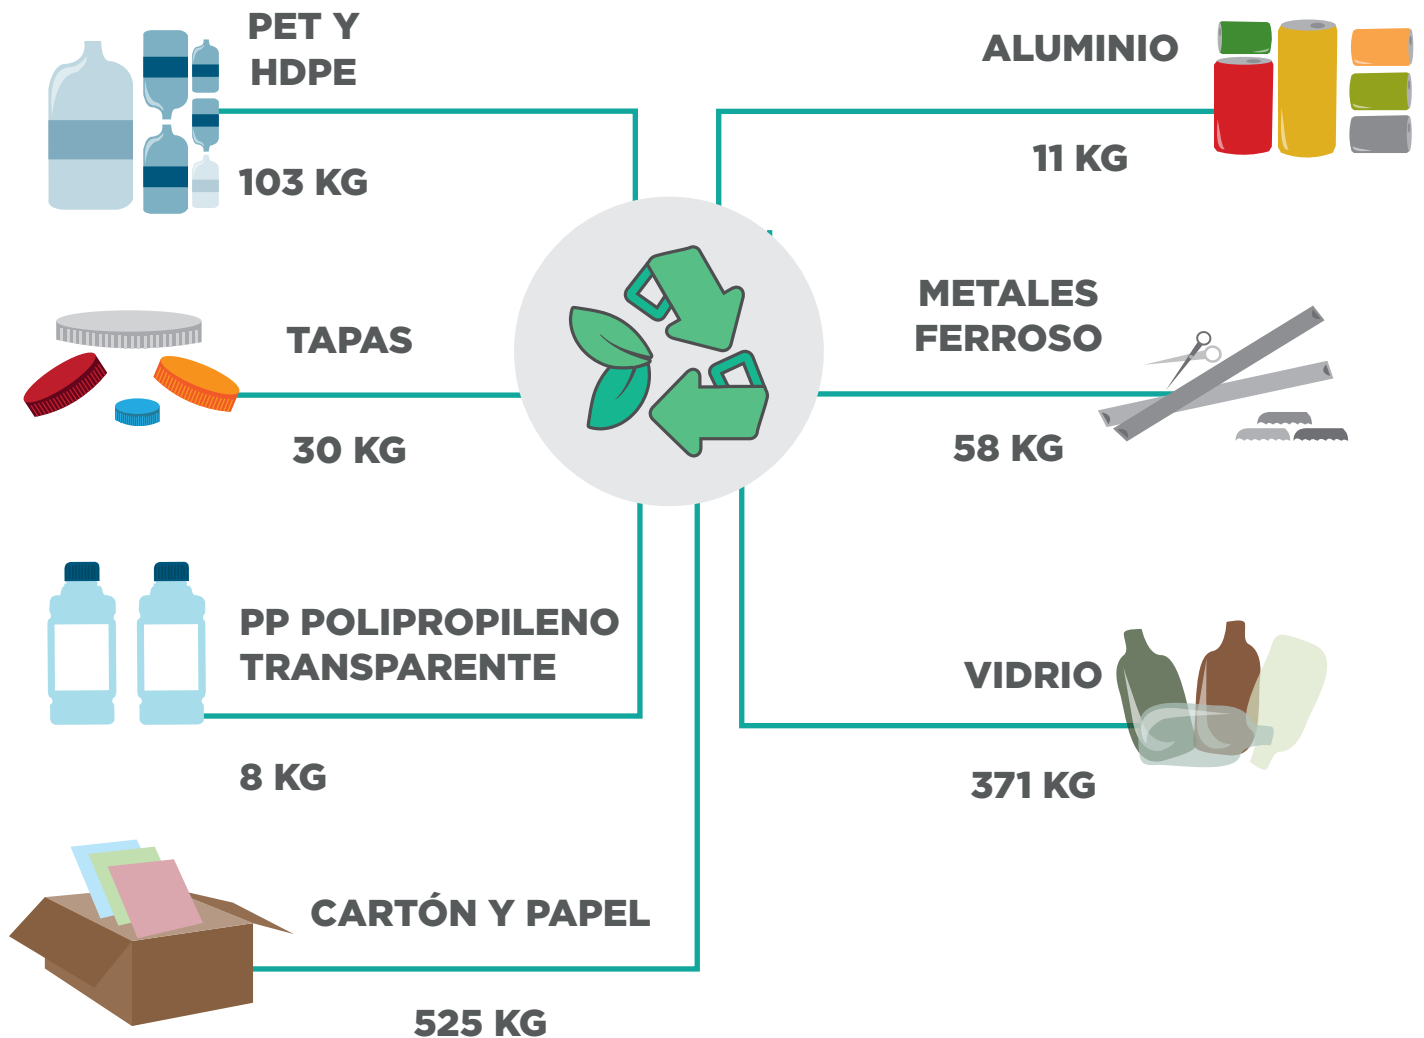 PET Y
HDPE
103 KG
ALUMINIO
11 KG
TAPAS
30 KG
METALES
FERROSO
58 KG
PP POLIPROPILENO
TRANSPARENTE
8 KG
VIDRIO
371 KG
CARTÓN Y PAPEL
525 KG